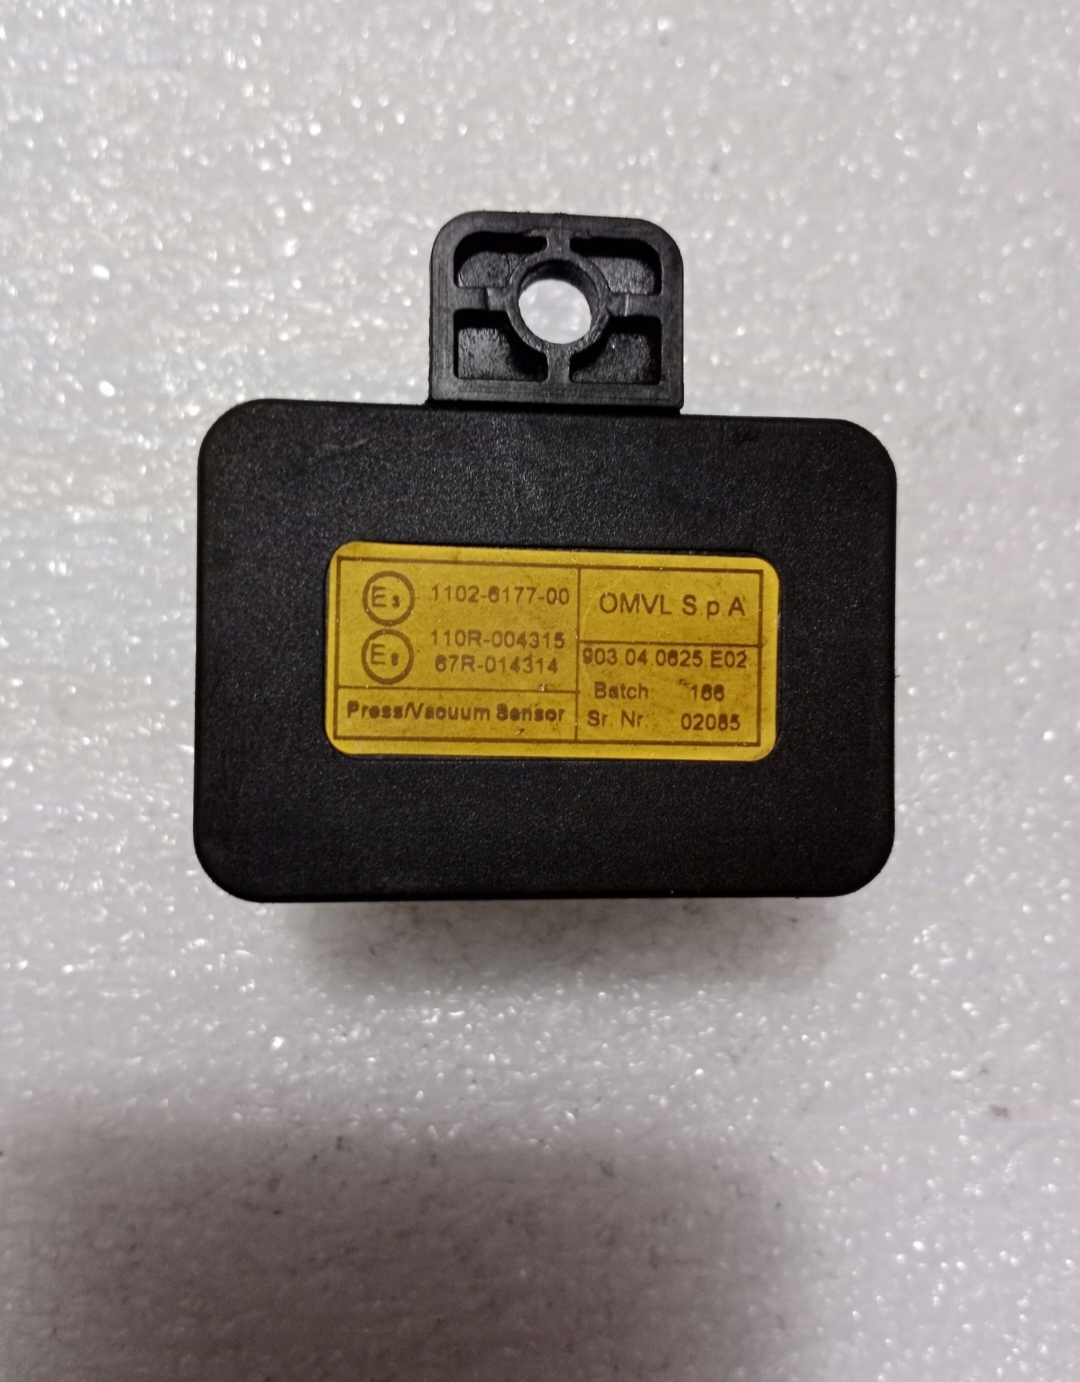 E3 1102-6177-00
E8 110R-004315
67R-014314
Press/Vacuum Sensor
OMVL S.p.A
903.04.0625.E02
Batch 166
Sr. Nr. 02085